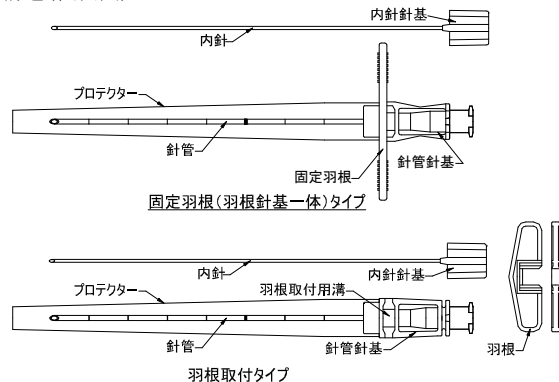 内針針基
内針
プロテクター
針管
針管針基
固定羽根
固定羽根(羽根針基一体)タイプ
内針
内針針基
プロテクター
羽根取付用溝
針管
針管針基
羽根
羽根取付タイプ